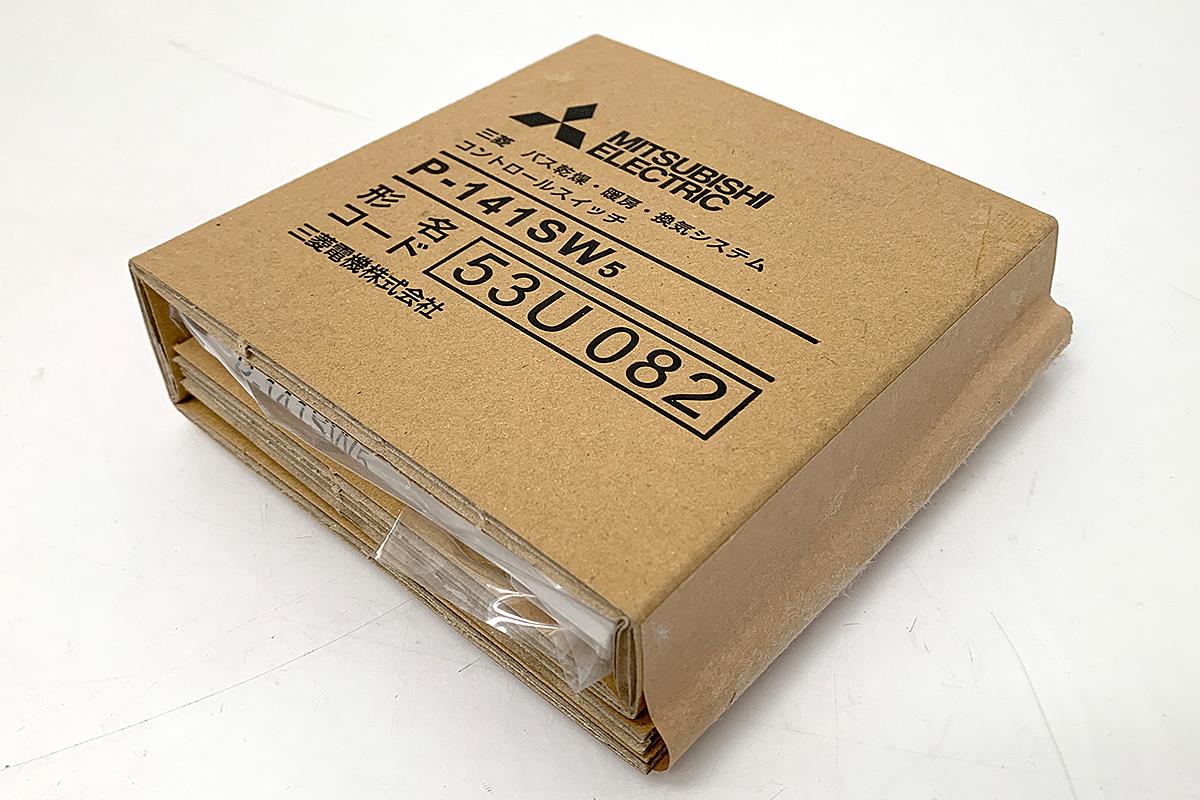 MITSUBISHI
ELECTRIC
三菱 バス乾燥・暖房・換気システム
コントロールスイッチ
P-141SW5
形名
コード 53U082
三菱電機株式会社
P-141SW5